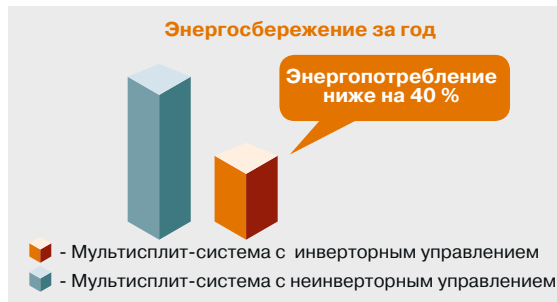 Энергосбережение за год
Энергопотребление
ниже на 40 %
- Мультисплит-система с инверторным управлением
- Мультисплит-система с неинверторным управлением